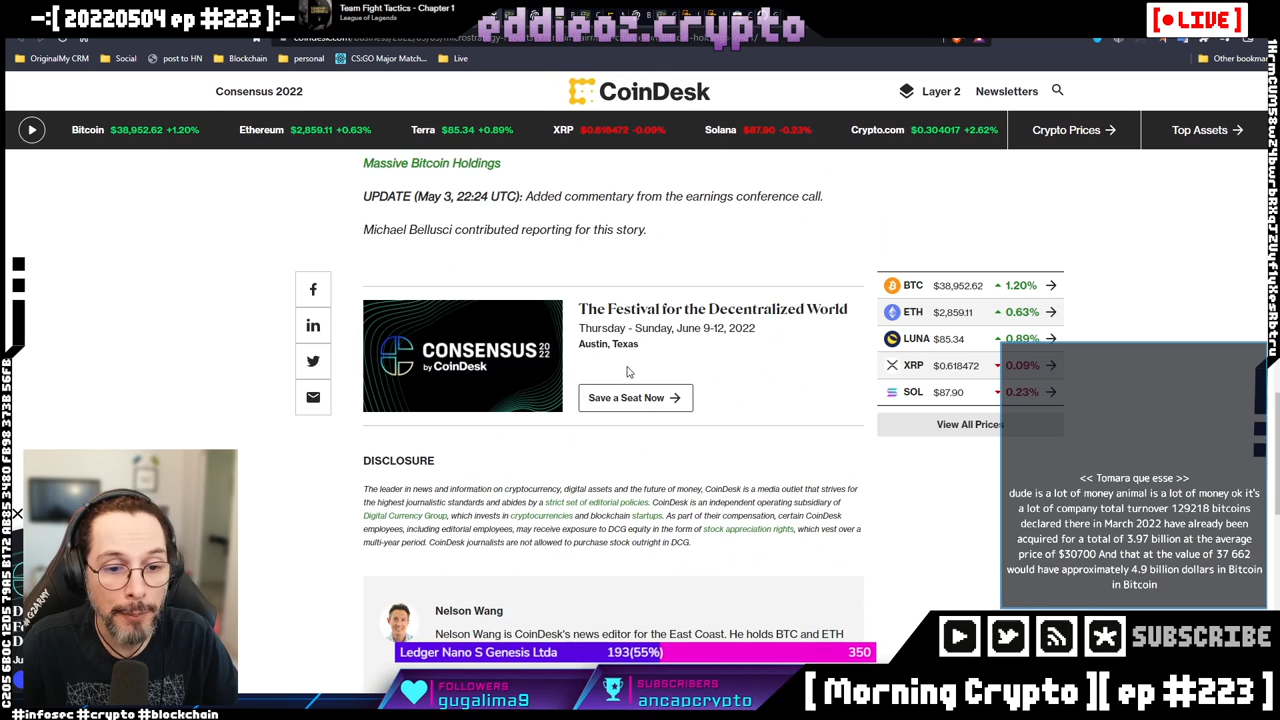 -:[ 20220504 ep #223 ]:-
Team Fight Tactics - Chapter 1
League of Legends
eddieoz.crypto
[ • LIVE ]
OriginalMy CRM
Social
post to HN
Blockchain
personal
CS:GO Major Match...
Live
Other bookmar
Consensus 2022
CoinDesk
Layer 2
Newsletters
Bitcoin $38,952.62 +1.20%
Ethereum $2,859.11 +0.63%
Terra $85.34 +0.89%
XRP $0.618472 -0.09%
Solana $87.90 -0.23%
Crypto.com $0.304017 +2.62%
Crypto Prices
Top Assets
Massive Bitcoin Holdings
UPDATE (May 3, 22:24 UTC): Added commentary from the earnings conference call.
Michael Bellusci contributed reporting for this story.
CONSENSUS 2022
by CoinDesk
The Festival for the Decentralized World
Thursday - Sunday, June 9-12, 2022
Austin, Texas
Save a Seat Now
BTC $38,952.62 1.20%
ETH $2,859.11 0.63%
LUNA $85.34 0.89%
XRP $0.618472 0.09%
SOL $87.90 0.23%
View All Prices
DISCLOSURE
The leader in news and information on cryptocurrency, digital assets and the future of money, CoinDesk is a media outlet that strives for
the highest journalistic standards and abides by a strict set of editorial policies. CoinDesk is an independent operating subsidiary of
Digital Currency Group, which invests in cryptocurrencies and blockchain startups. As part of their compensation, certain CoinDesk
employees, including editorial employees, may receive exposure to DCG equity in the form of stock appreciation rights, which vest over a
multi-year period. CoinDesk journalists are not allowed to purchase stock outright in DCG.
Nelson Wang
Nelson Wang is CoinDesk's news editor for the East Coast. He holds BTC and ETH
<< Tomara que esse >>
dude is a lot of money animal is a lot of money ok it's
a lot of company total turnover 129218 bitcoins
declared there in March 2022 have already been
acquired for a total of 3.97 billion at the average
price of $30700 And that at the value of 37 662
would have approximately 4.9 billion dollars in Bitcoin
in Bitcoin
Ledger Nano S Genesis Ltda
193(55%)
350
FOLLOWERS
gugalima9
SUBSCRIBERS
ancapcrypto
SUBSCRIBE
[ Morning Crypto ][ ep #223 ]
#infosec #crypto #blockchain